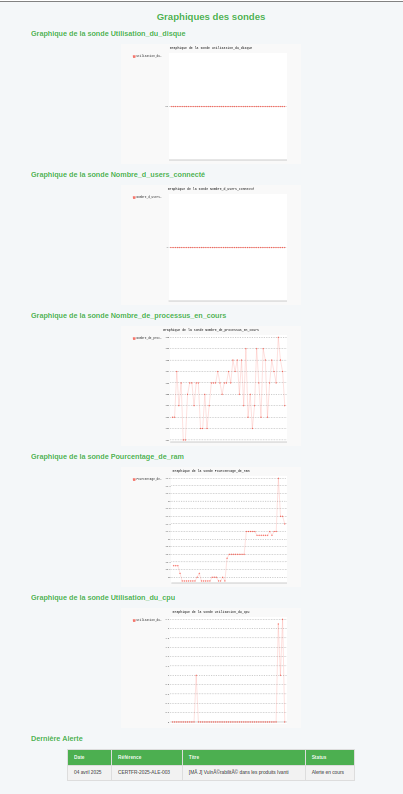 Graphiques des sondes
Graphique de la sonde Utilisation_du_disque
Graphique de la sonde Utilisation_du_disque
Utilisation_du…
Graphique de la sonde Nombre_d_users_connecté
Graphique de la sonde Nombre_d_users_connecté
Nombre_d_users…
Graphique de la sonde Nombre_de_processus_en_cours
Graphique de la sonde Nombre_de_processus_en_cours
Nombre_de_proc…
Graphique de la sonde Pourcentage_de_ram
Graphique de la sonde Pourcentage_de_ram
Pourcentage_de…
Graphique de la sonde Utilisation_du_cpu
Graphique de la sonde Utilisation_du_cpu
Utilisation_du…
Dernière Alerte
Date Référence Titre Status
04 avril 2025 CERTFR-2025-ALE-003 [MÃ J] VulnÃ©rabilitÃ© dans les produits Ivanti Alerte en cours